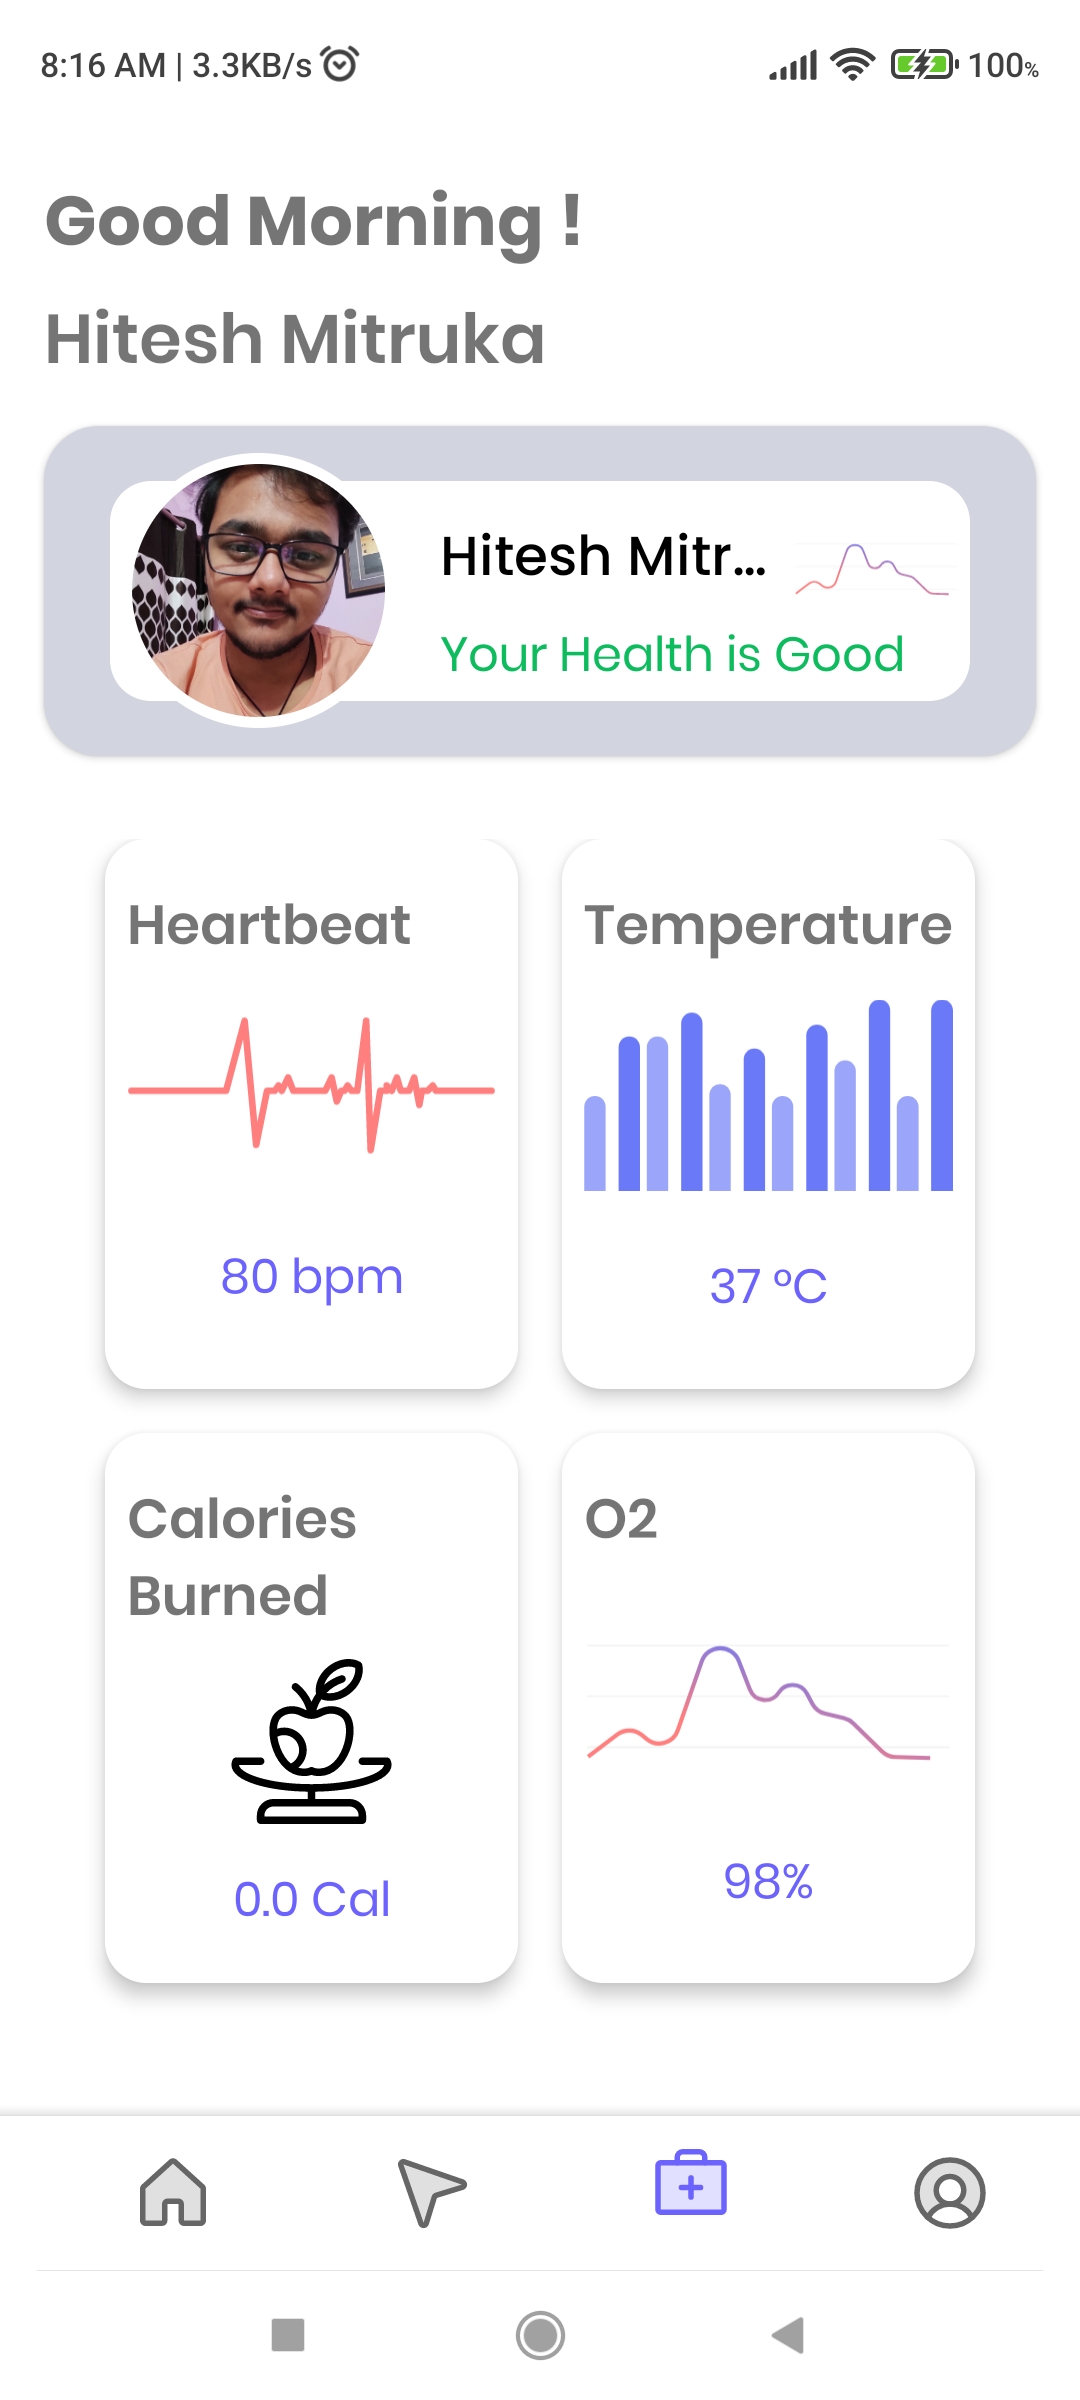 8:16 AM | 3.3KB/s 100%
Good Morning !
Hitesh Mitruka
Hitesh Mitr...
Your Health is Good
Heartbeat
80 bpm
Temperature
37 °C
Calories
Burned
0.0 Cal
O2
98%